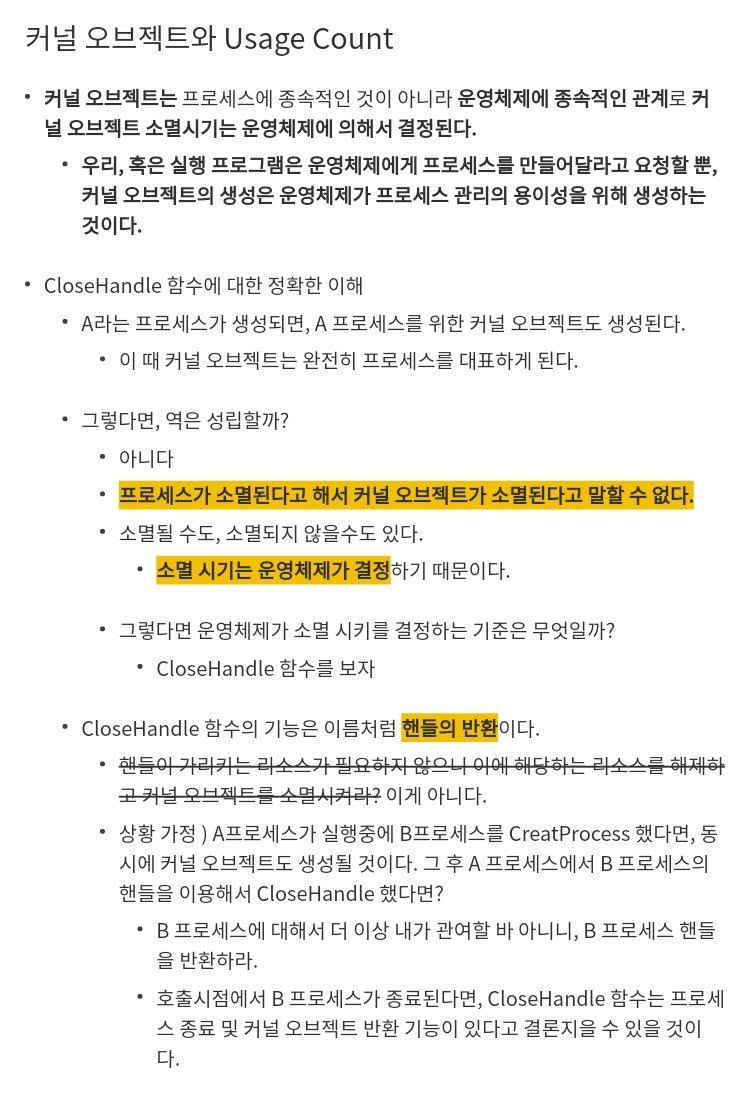 커널 오브젝트와 Usage Count
• 커널 오브젝트는 프로세스에 종속적인 것이 아니라 운영체제에 종속적인 관계로 커
널 오브젝트 소멸시기는 운영체제에 의해서 결정된다.
• 우리, 혹은 실행 프로그램은 운영체제에게 프로세스를 만들어달라고 요청할 뿐,
커널 오브젝트의 생성은 운영체제가 프로세스 관리의 용이성을 위해 생성하는
것이다.
• CloseHandle 함수에 대한 정확한 이해
• A라는 프로세스가 생성되면, A 프로세스를 위한 커널 오브젝트도 생성된다.
• 이 때 커널 오브젝트는 완전히 프로세스를 대표하게 된다.
• 그렇다면, 역은 성립할까?
• 아니다
• 프로세스가 소멸된다고 해서 커널 오브젝트가 소멸된다고 말할 수 없다.
• 소멸될 수도, 소멸되지 않을수도 있다.
• 소멸 시기는 운영체제가 결정하기 때문이다.
• 그렇다면 운영체제가 소멸 시키를 결정하는 기준은 무엇일까?
• CloseHandle 함수를 보자
• CloseHandle 함수의 기능은 이름처럼 핸들의 반환이다.
• 핸들이 가리키는 리소스가 필요하지 않으니 이에 해당하는 리소스를 해제하
고 커널 오브젝트를 소멸시켜라? 이게 아니다.
• 상황 가정 ) A프로세스가 실행중에 B프로세스를 CreatProcess 했다면, 동
시에 커널 오브젝트도 생성될 것이다. 그 후 A 프로세스에서 B 프로세스의
핸들을 이용해서 CloseHandle 했다면?
• B 프로세스에 대해서 더 이상 내가 관여할 바 아니니, B 프로세스 핸들
을 반환하라.
• 호출시점에서 B 프로세스가 종료된다면, CloseHandle 함수는 프로세
스 종료 및 커널 오브젝트 반환 기능이 있다고 결론지을 수 있을 것이
다.